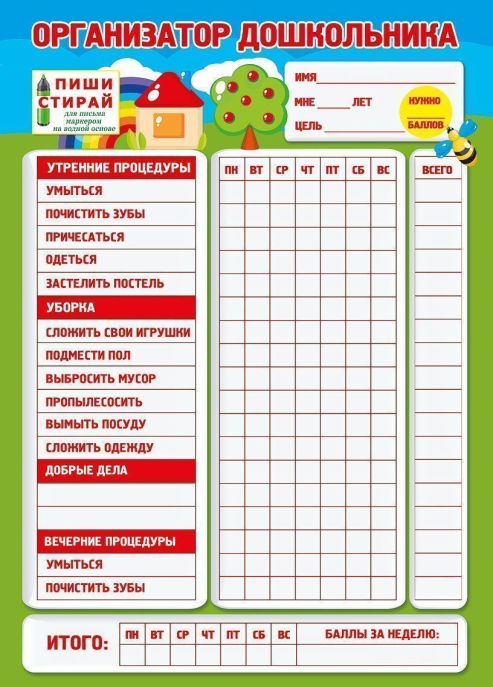 ОРГАНИЗАТОР ДОШКОЛЬНИКА
ПИШИ
СТИРАЙ
для письма
маркером
на водной основе
ИМЯ
МНЕ ЛЕТ
ЦЕЛЬ
НУЖНО
БАЛЛОВ
УТРЕННИЕ ПРОЦЕДУРЫ
УМЫТЬСЯ
ПОЧИСТИТЬ ЗУБЫ
ПРИЧЕСАТЬСЯ
ОДЕТЬСЯ
ЗАСТЕЛИТЬ ПОСТЕЛЬ
УБОРКА
СЛОЖИТЬ СВОИ ИГРУШКИ
ПОДМЕСТИ ПОЛ
ВЫБРОСИТЬ МУСОР
ПРОПЫЛЕСОСИТЬ
ВЫМЫТЬ ПОСУДУ
СЛОЖИТЬ ОДЕЖДУ
ДОБРЫЕ ДЕЛА
ВЕЧЕРНИЕ ПРОЦЕДУРЫ
УМЫТЬСЯ
ПОЧИСТИТЬ ЗУБЫ
ПН ВТ СР ЧТ ПТ СБ ВС
ВСЕГО
ИТОГО:
ПН ВТ СР ЧТ ПТ СБ ВС
БАЛЛЫ ЗА НЕДЕЛЮ: